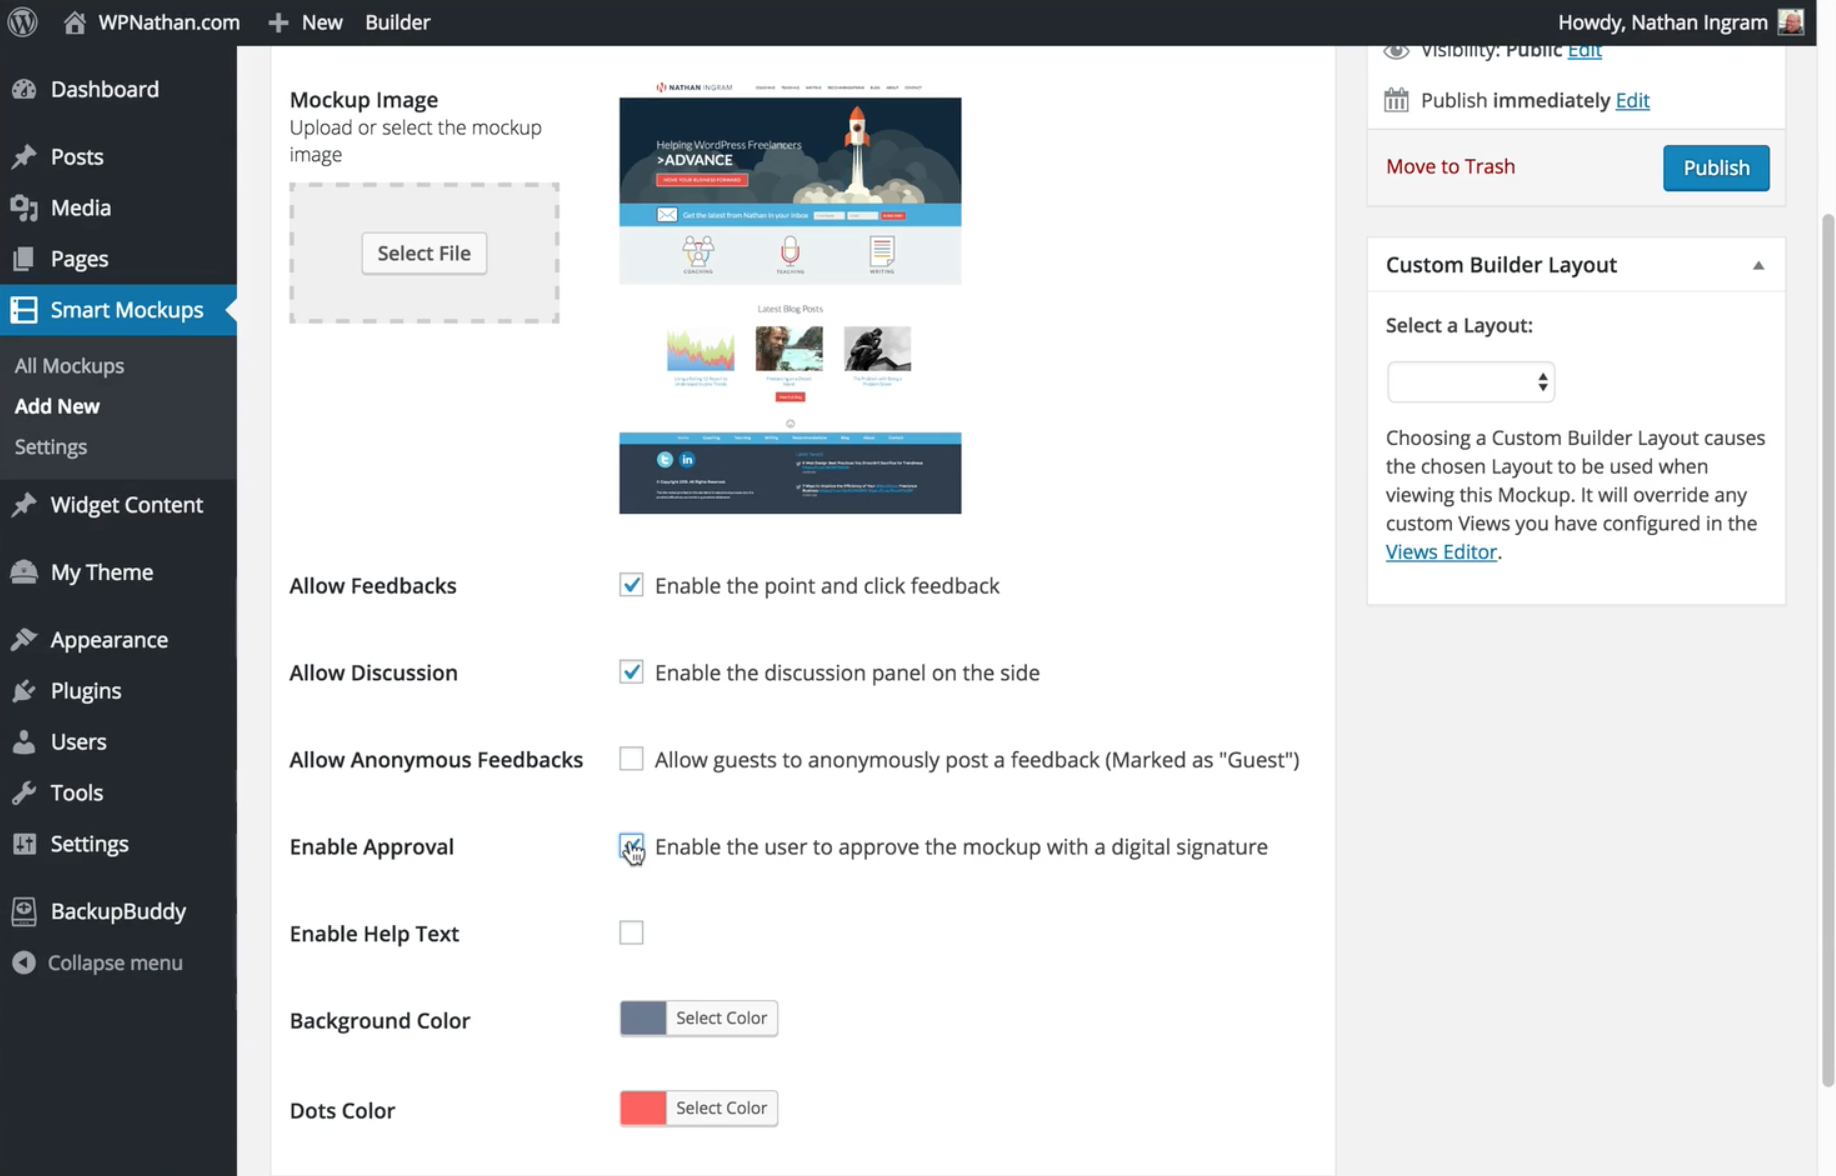 WPNathan.com
New
Builder
Howdy, Nathan Ingram
Dashboard
Posts
Media
Pages
Smart Mockups
All Mockups
Add New
Settings
Widget Content
My Theme
Appearance
Plugins
Users
Tools
Settings
BackupBuddy
Collapse menu
Mockup Image
Upload or select the mockup
image
Select File
NATHAN INGRAM
Helping WordPress Freelancers
>ADVANCE
MOVE YOUR BUSINESS FORWARD
Get the latest from Nathan in your inbox
COACHING
TEACHING
WRITING
Latest Blog Posts
Allow Feedbacks
Enable the point and click feedback
Allow Discussion
Enable the discussion panel on the side
Allow Anonymous Feedbacks
Allow guests to anonymously post a feedback (Marked as "Guest")
Enable Approval
Enable the user to approve the mockup with a digital signature
Enable Help Text
Background Color
Select Color
Dots Color
Select Color
Visibility: Public Edit
Publish immediately Edit
Move to Trash
Publish
Custom Builder Layout
Select a Layout:
Choosing a Custom Builder Layout causes
the chosen Layout to be used when
viewing this Mockup. It will override any
custom Views you have configured in the
Views Editor.